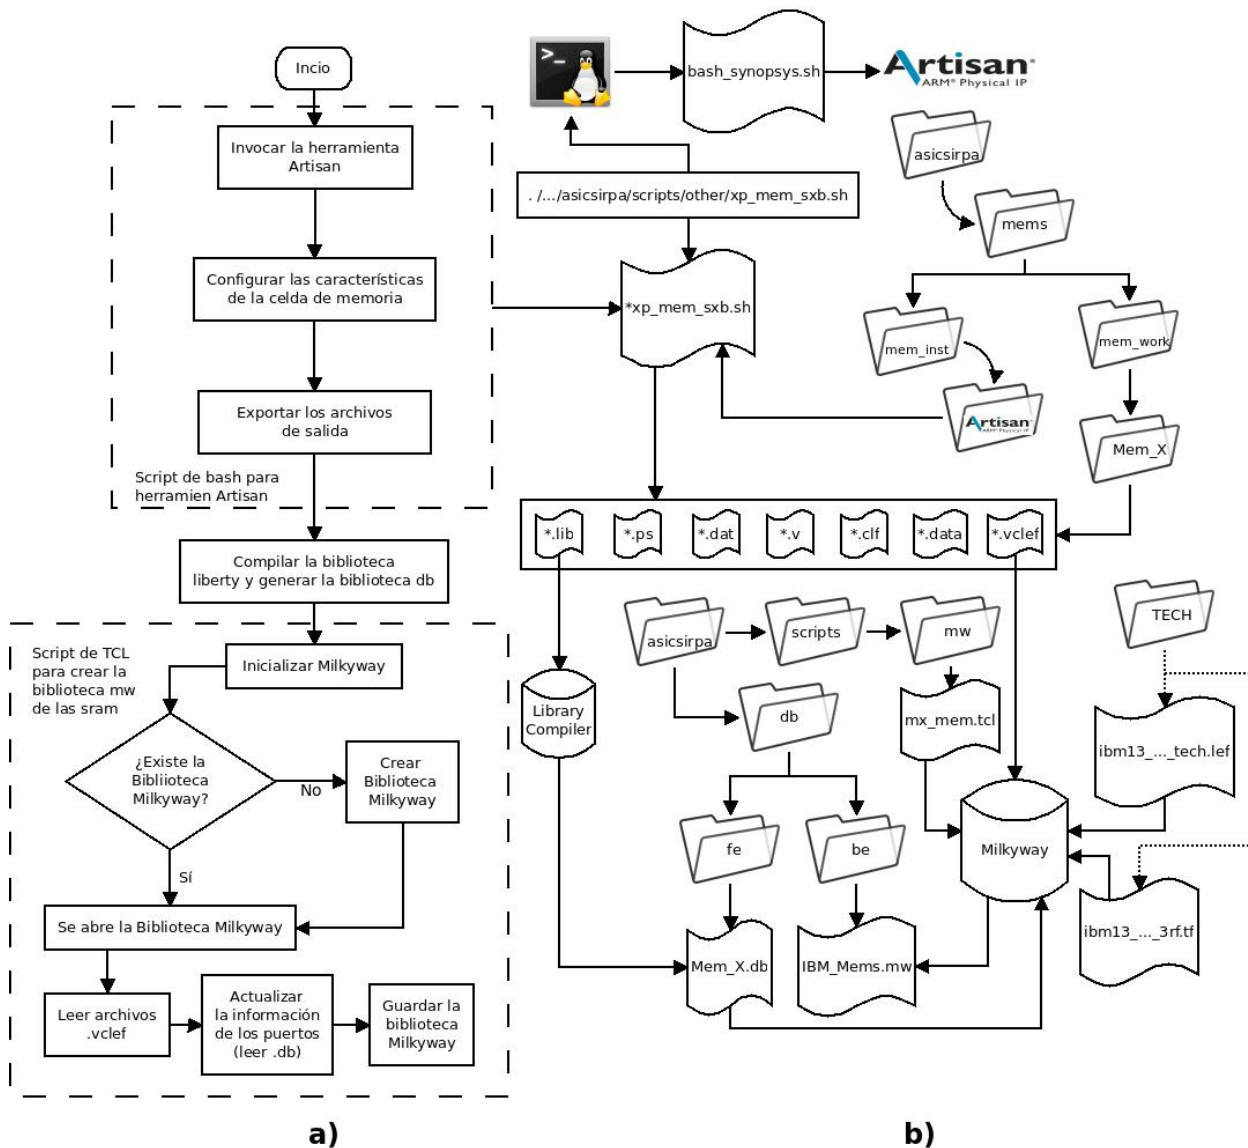 Incio
Invocar la herramienta
Artisan
Configurar las características
de la celda de memoria
Exportar los archivos
de salida
Script de bash para
herramien Artisan
Compilar la biblioteca
liberty y generar la biblioteca db
Script de TCL
para crear la
biblioteca mw
de las sram
Inicializar Milkyway
¿Existe la
Bibliioteca
Milkyway?
No
Crear
Biblioteca
Milkyway
Sí
Se abre la Biblioteca Milkyway
Leer archivos
.vclef
Actualizar
la información
de los puertos
(leer .db)
Guardar la
biblioteca
Milkyway
a)
>_
bash_synopsys.sh
Artisan
ARM® Physical IP
. /.../asicsirpa/scripts/other/xp_mem_sxb.sh
*xp_mem_sxb.sh
asicsirpa
mems
mem_inst
mem_work
Artisan
ARM® Physical IP
Mem_X
*.lib
*.ps
*.dat
*.v
*.clf
*.data
*.vclef
asicsirpa
scripts
mw
TECH
Library
Compiler
db
mx_mem.tcl
ibm13_..._tech.lef
fe
be
Milkyway
Mem_X.db
IBM_Mems.mw
ibm13_..._3rf.tf
b)